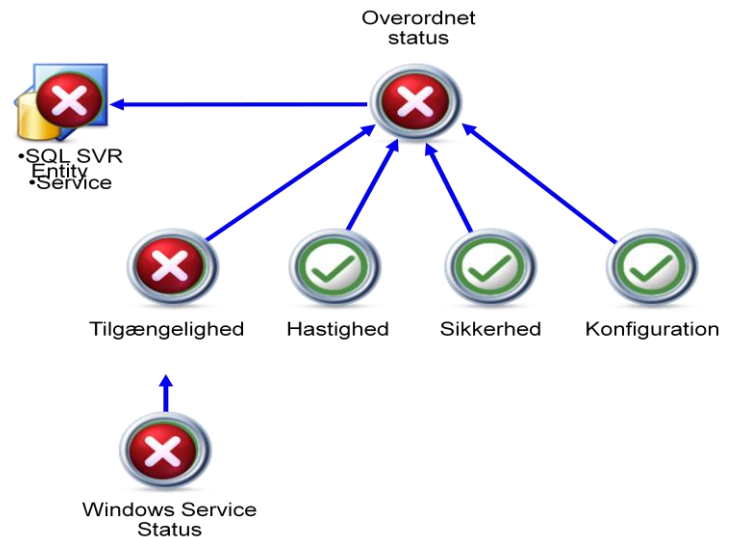 Overordnet
status
•SQL SVR
Entity
•Service
Tilgængelighed
Hastighed
Sikkerhed
Konfiguration
Windows Service
Status